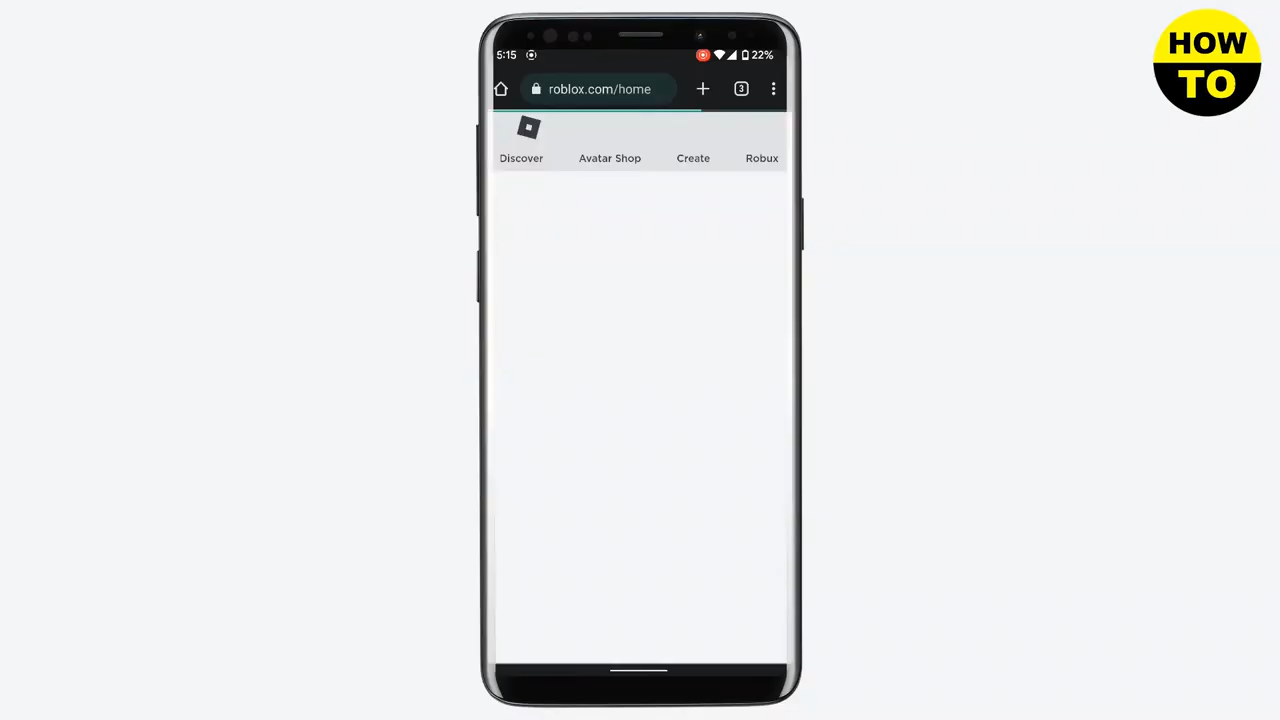 HOW
TO
5:15
22%
roblox.com/home
3
Discover
Avatar Shop
Create
Robux